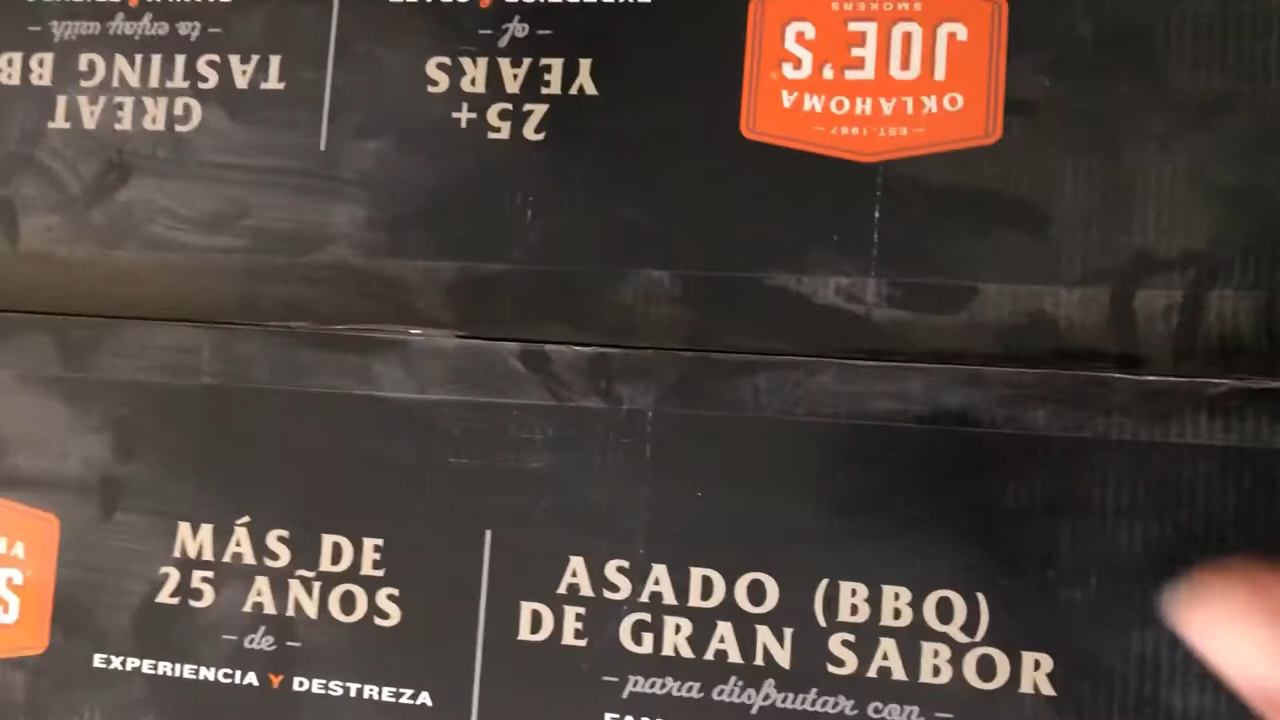 EST. 1987
OKLAHOMA
JOE'S
SMOKERS
25+
YEARS
– of –
GREAT
TASTING BB
– to enjoy with –
MÁS DE
25 AÑOS
– de –
EXPERIENCIA Y DESTREZA
ASADO (BBQ)
DE GRAN SABOR
– para disfrutar con –